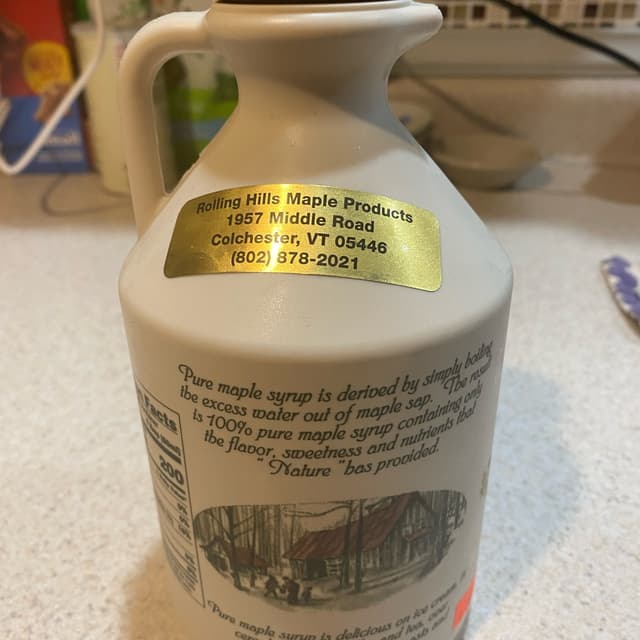 Rolling Hills Maple Products
1957 Middle Road
Colchester, VT 05446
(802) 878-2021
Pure maple syrup is derived by simply boiling
the excess water out of maple sap. The result
is 100% pure maple syrup containing only
the flavor, sweetness and nutrients that
"Nature" has provided.
Facts
200
Pure maple syrup is delicious on ice cream